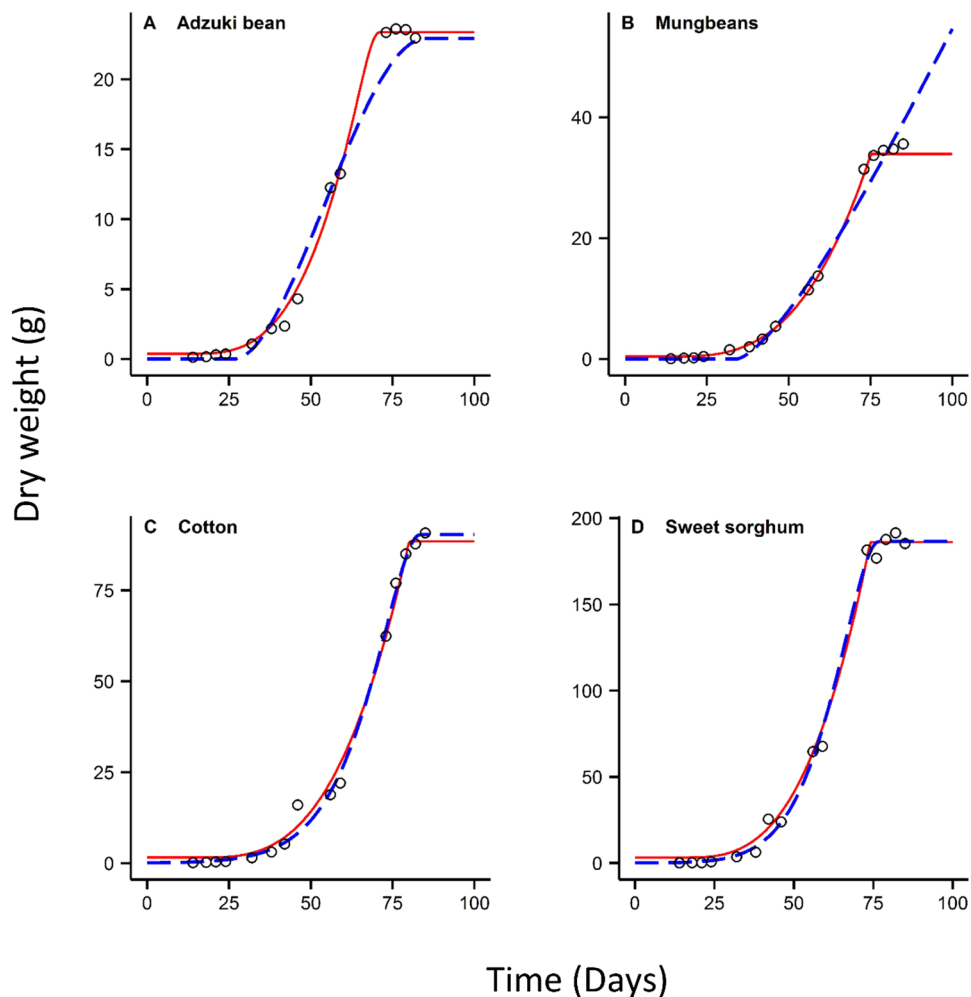 A Adzuki bean
20
15
10
5
0
0 25 50 75 100
B Mungbeans
40
20
0
0 25 50 75 100
Dry weight (g)
C Cotton
75
50
25
0
0 25 50 75 100
D Sweet sorghum
200
150
100
50
0
0 25 50 75 100
Time (Days)